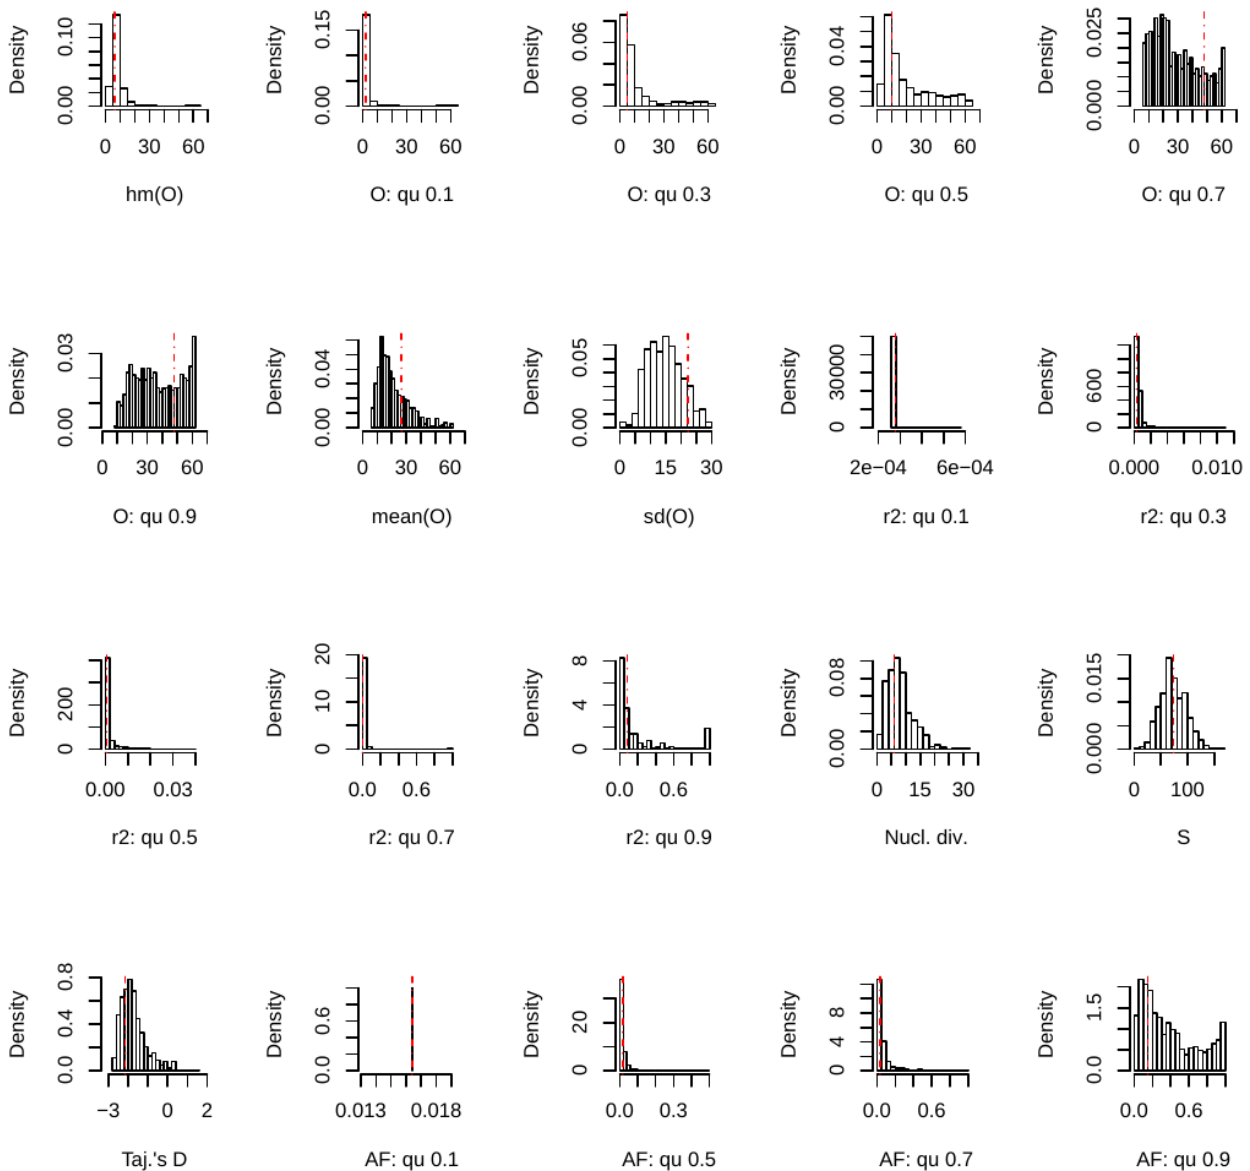 Density Density Density Density Density
0.00 0.10 0.00 0.15 0.00 0.06 0.00 0.04 0.000 0.025
0 30 60 0 30 60 0 30 60 0 30 60 0 30 60
hm(O) O: qu 0.1 O: qu 0.3 O: qu 0.5 O: qu 0.7
Density Density Density Density Density
0.00 0.03 0.00 0.04 0.00 0.05 0 30000 0 600
0 30 60 0 30 60 0 15 30 2e−04 6e−04 0.000 0.010
O: qu 0.9 mean(O) sd(O) r2: qu 0.1 r2: qu 0.3
Density Density Density Density Density
0 200 0 5 10 20 0 4 8 0.00 0.08 0.000 0.015
0.00 0.03 0.0 0.6 0.0 0.6 0 15 30 0 100
r2: qu 0.5 r2: qu 0.7 r2: qu 0.9 Nucl. div. S
Density Density Density Density Density
0.0 0.4 0.8 0.0 0.6 0 20 0 4 8 0.0 1.5
−3 0 2 0.013 0.018 0.0 0.3 0.0 0.6 0.0 0.6
Taj.'s D AF: qu 0.1 AF: qu 0.5 AF: qu 0.7 AF: qu 0.9